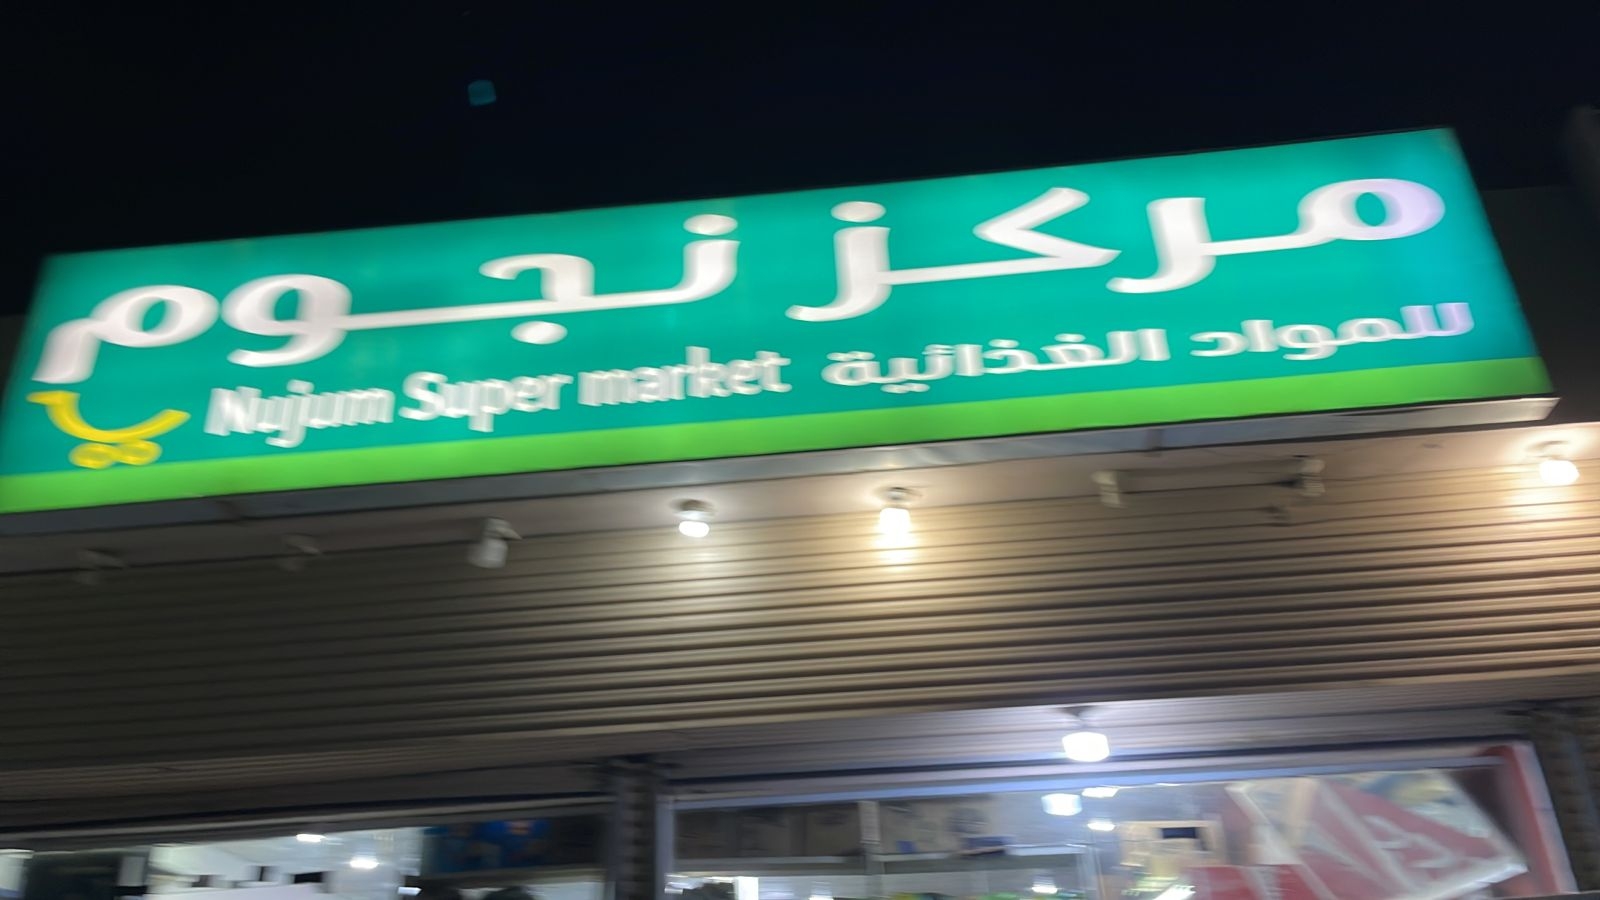 مركز نجوم
للمواد الغذائية
Nujum Super market